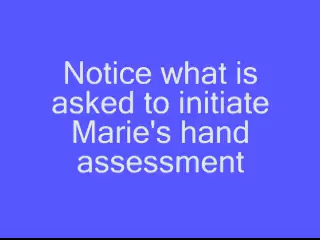 Notice what is
asked to initiate
Marie's hand
assessment